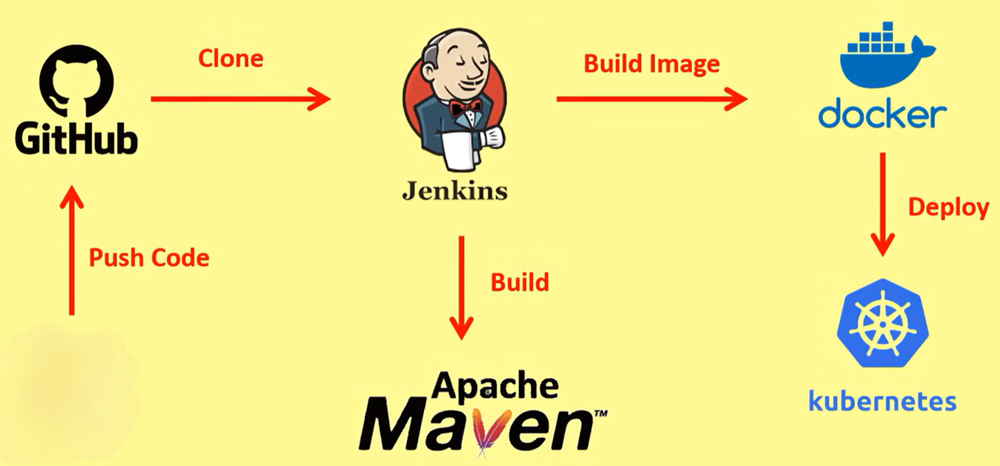 Clone
Build Image
docker
GitHub
Jenkins
Deploy
Push Code
Build
Apache
Maven™
kubernetes